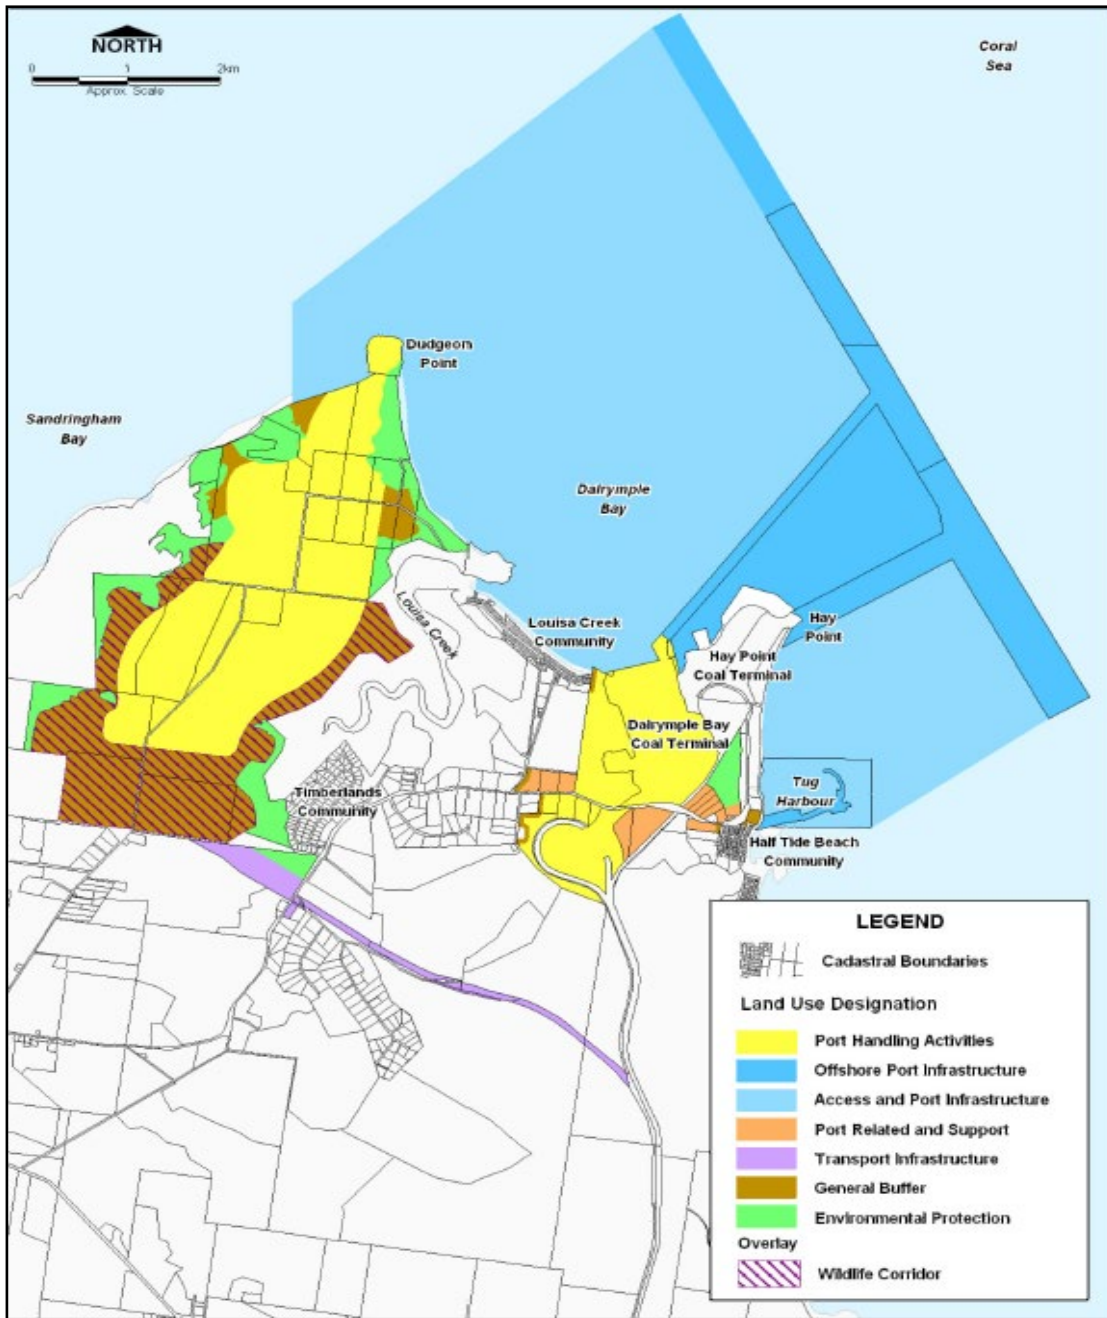 NORTH
0 1 2km
Approx. Scale
Coral
Sea
Dudgeon
Point
Sandringham
Bay
Dalrymple
Bay
Louisa Creek
Louisa Creek
Community
Hay
Point
Hay Point
Coal Terminal
Dalrymple Bay
Coal Terminal
Timberlands
Community
Tug
Harbour
Half Tide Beach
Community
LEGEND
Cadastral Boundaries
Land Use Designation
Port Handling Activities
Offshore Port Infrastructure
Access and Port Infrastructure
Port Related and Support
Transport Infrastructure
General Buffer
Environmental Protection
Overlay
Wildlife Corridor